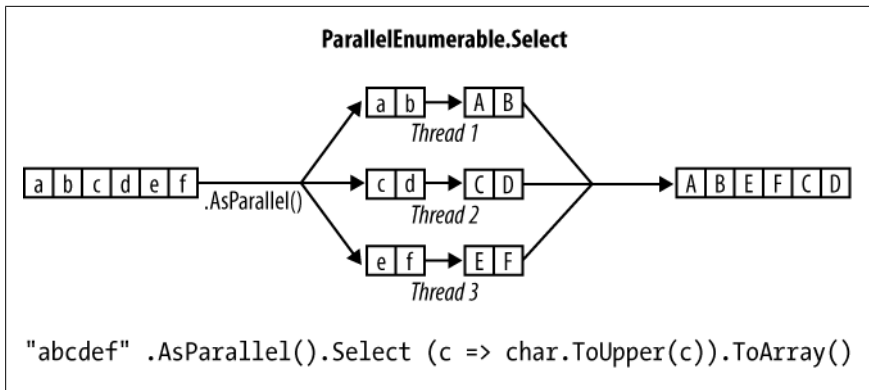 ParallelEnumerable.Select
a b A B
Thread 1
a b c d e f .AsParallel() c d C D A B E F C D
Thread 2
e f E F
Thread 3
"abcdef" .AsParallel().Select (c => char.ToUpper(c)).ToArray()